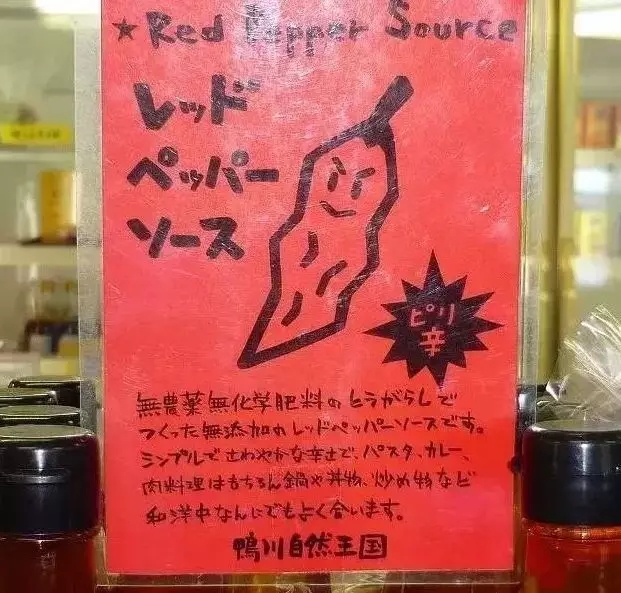 ★ Red Pepper Source
レッド
ペッパー
ソース
ピリ
辛
無農薬無化学肥料のトウがらしで
つくった無添加のレッドペッパーソースです。
シンプルでさわやかな辛さで、パスタ、カレー、
肉料理はもちろん鍋や丼物、炒め物など
和洋中なんにでもよく合います。
鴨川自然王国